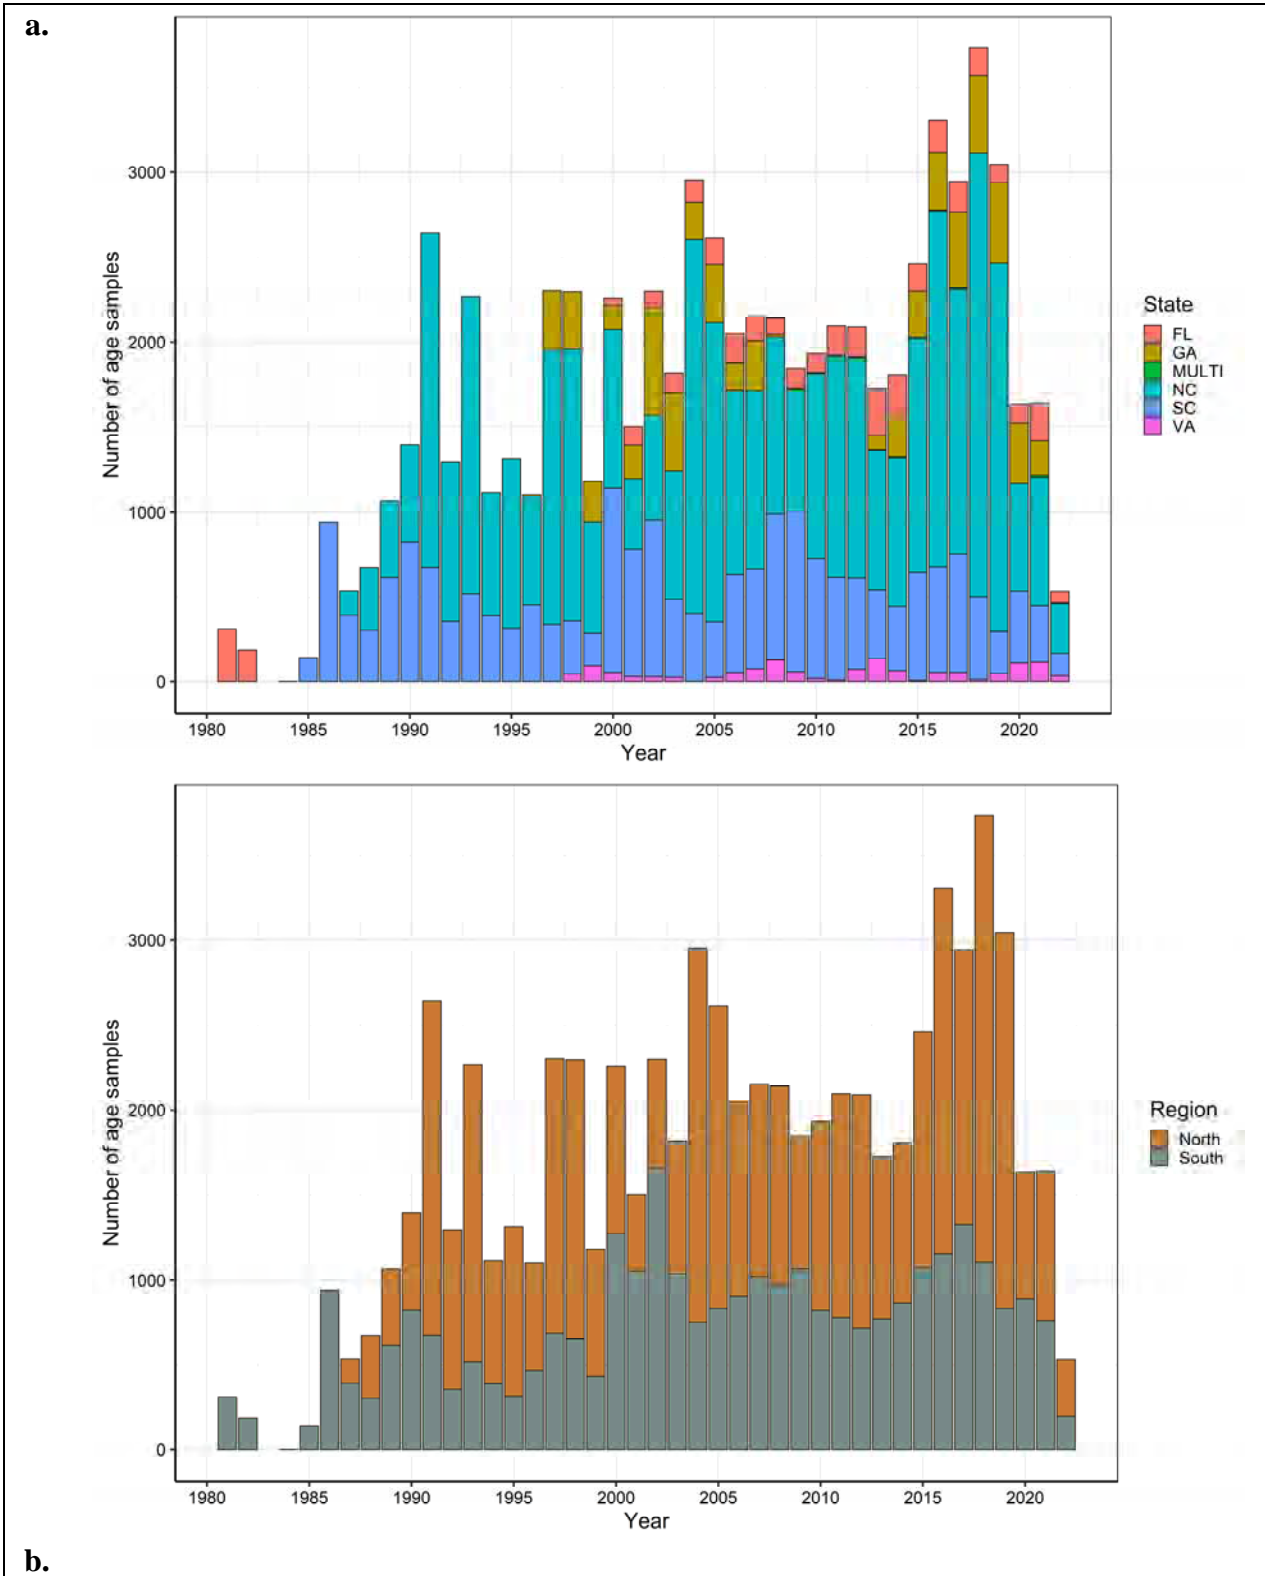 a.
Number of age samples
3000
2000
1000
0
1980 1985 1990 1995 2000 2005 2010 2015 2020
Year
State
FL
GA
MULTI
NC
SC
VA
Number of age samples
3000
2000
1000
0
1980 1985 1990 1995 2000 2005 2010 2015 2020
Year
Region
North
South
b.